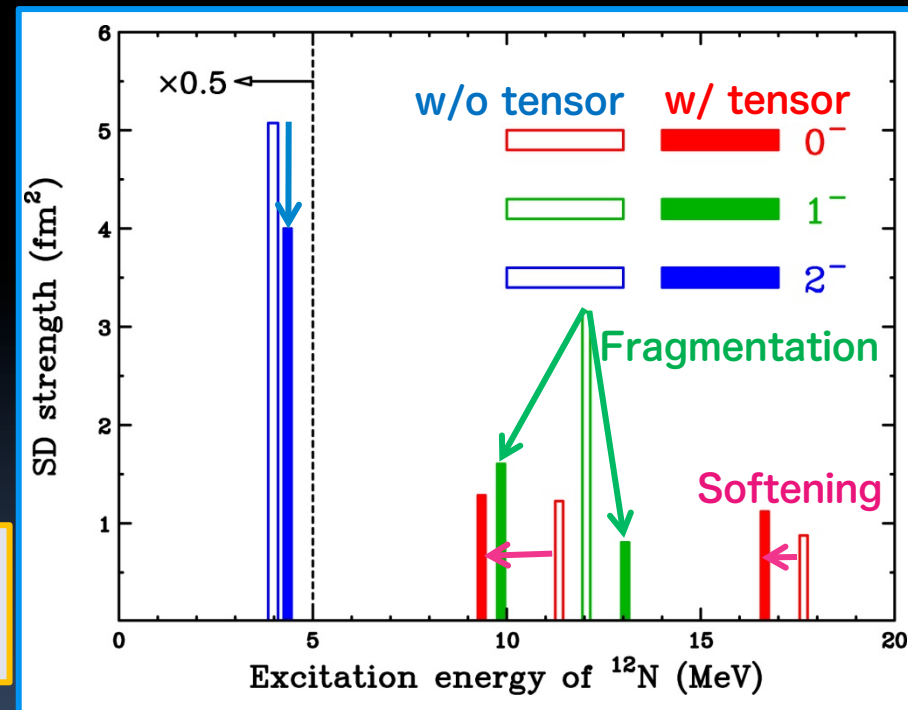 6
×0.5
w/o tensor
w/ tensor
5
0⁻
1⁻
4
2⁻
SD strength (fm²)
3
Fragmentation
2
Softening
1
0
5
10
15
20
Excitation energy of ¹²N (MeV)